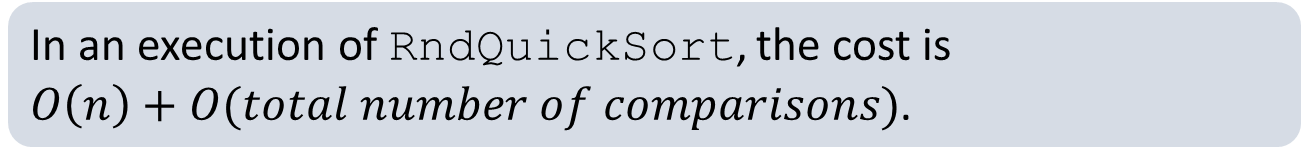 In an execution of RndQuickSort, the cost is
O(n) + O(total number of comparisons).